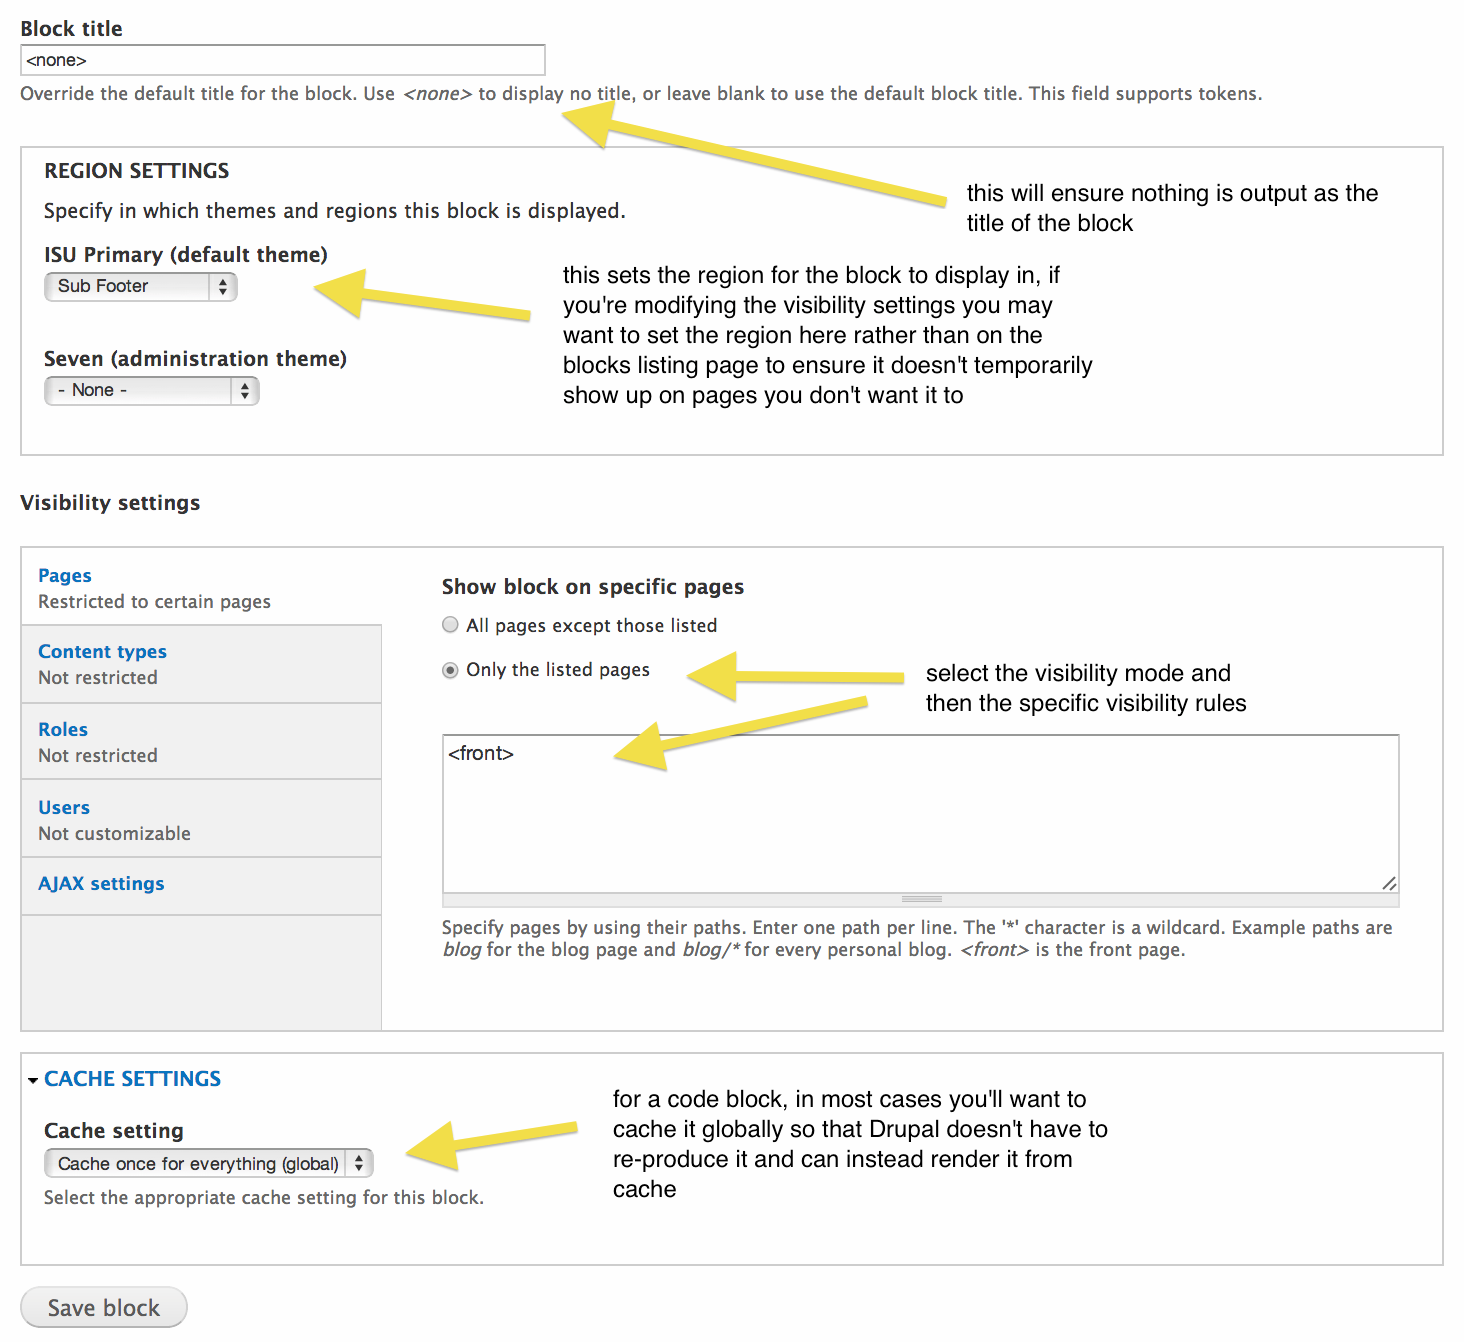 Block title
<none>
Override the default title for the block. Use <none> to display no title, or leave blank to use the default block title. This field supports tokens.
this will ensure nothing is output as the
title of the block
REGION SETTINGS
Specify in which themes and regions this block is displayed.
ISU Primary (default theme)
Sub Footer
this sets the region for the block to display in, if
you're modifying the visibility settings you may
want to set the region here rather than on the
blocks listing page to ensure it doesn't temporarily
show up on pages you don't want it to
Seven (administration theme)
- None -
Visibility settings
Pages
Restricted to certain pages
Content types
Not restricted
Roles
Not restricted
Users
Not customizable
AJAX settings
Show block on specific pages
All pages except those listed
Only the listed pages
select the visibility mode and
then the specific visibility rules
<front>
Specify pages by using their paths. Enter one path per line. The '*' character is a wildcard. Example paths are
blog for the blog page and blog/* for every personal blog. <front> is the front page.
CACHE SETTINGS
Cache setting
Cache once for everything (global)
Select the appropriate cache setting for this block.
for a code block, in most cases you'll want to
cache it globally so that Drupal doesn't have to
re-produce it and can instead render it from
cache
Save block